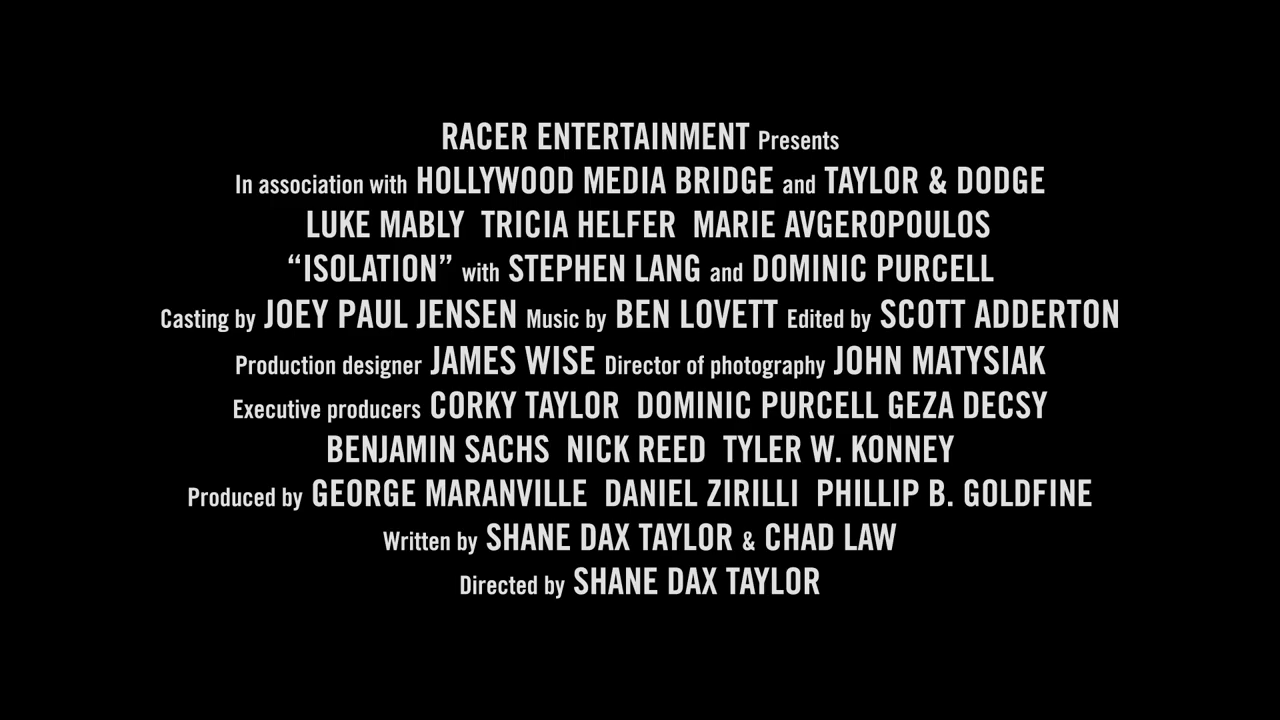 RACER ENTERTAINMENT Presents
In association with HOLLYWOOD MEDIA BRIDGE and TAYLOR & DODGE
LUKE MABLY TRICIA HELFER MARIE AVGEROPOULOS
“ISOLATION” with STEPHEN LANG and DOMINIC PURCELL
Casting by JOEY PAUL JENSEN Music by BEN LOVETT Edited by SCOTT ADDERTON
Production designer JAMES WISE Director of photography JOHN MATYSIAK
Executive producers CORKY TAYLOR DOMINIC PURCELL GEZA DECSY
BENJAMIN SACHS NICK REED TYLER W. KONNEY
Produced by GEORGE MARANVILLE DANIEL ZIRILLI PHILLIP B. GOLDFINE
Written by SHANE DAX TAYLOR & CHAD LAW
Directed by SHANE DAX TAYLOR